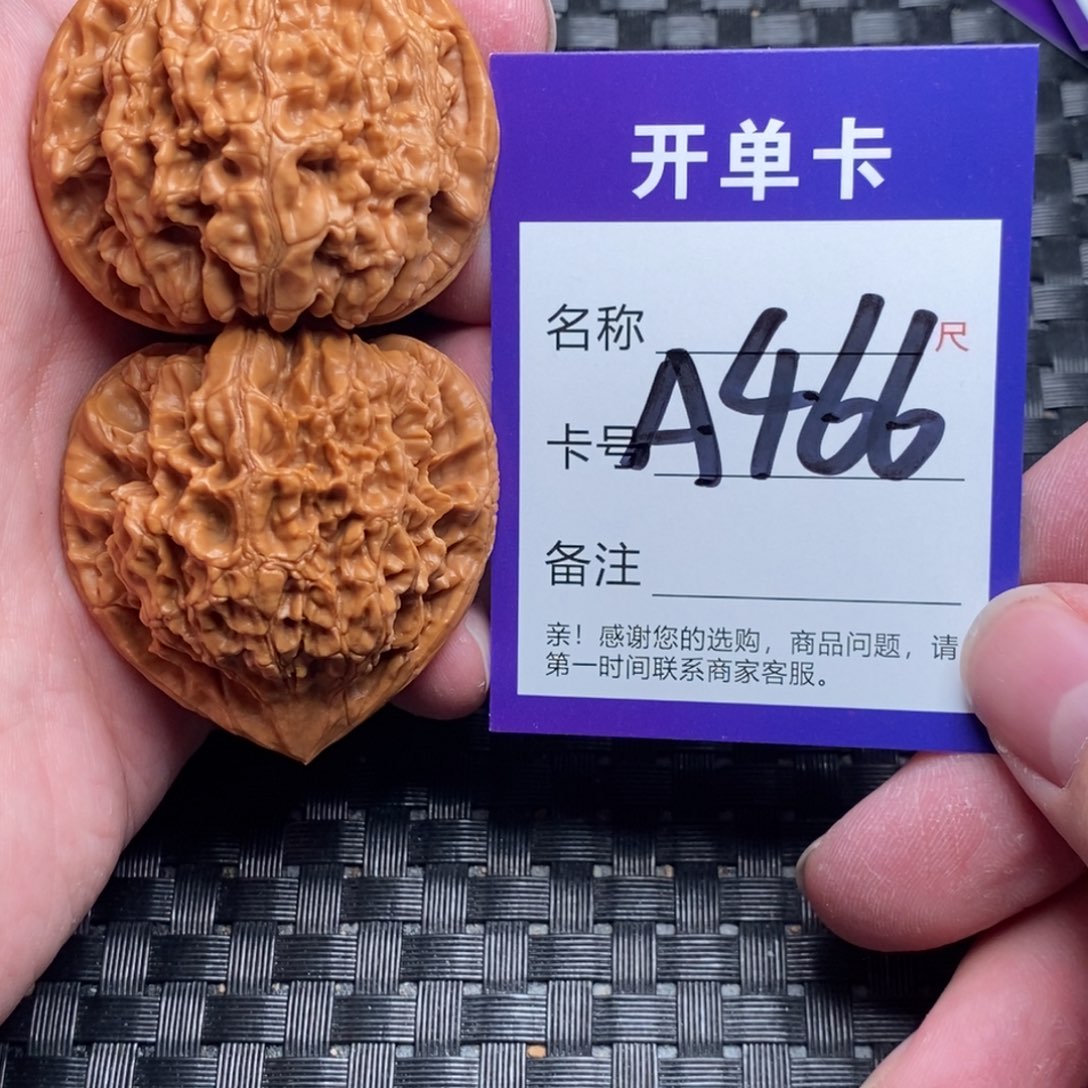 开单卡
名称 尺
A466
卡号
备注
亲！感谢您的选购，商品问题，请
第一时间联系商家客服。